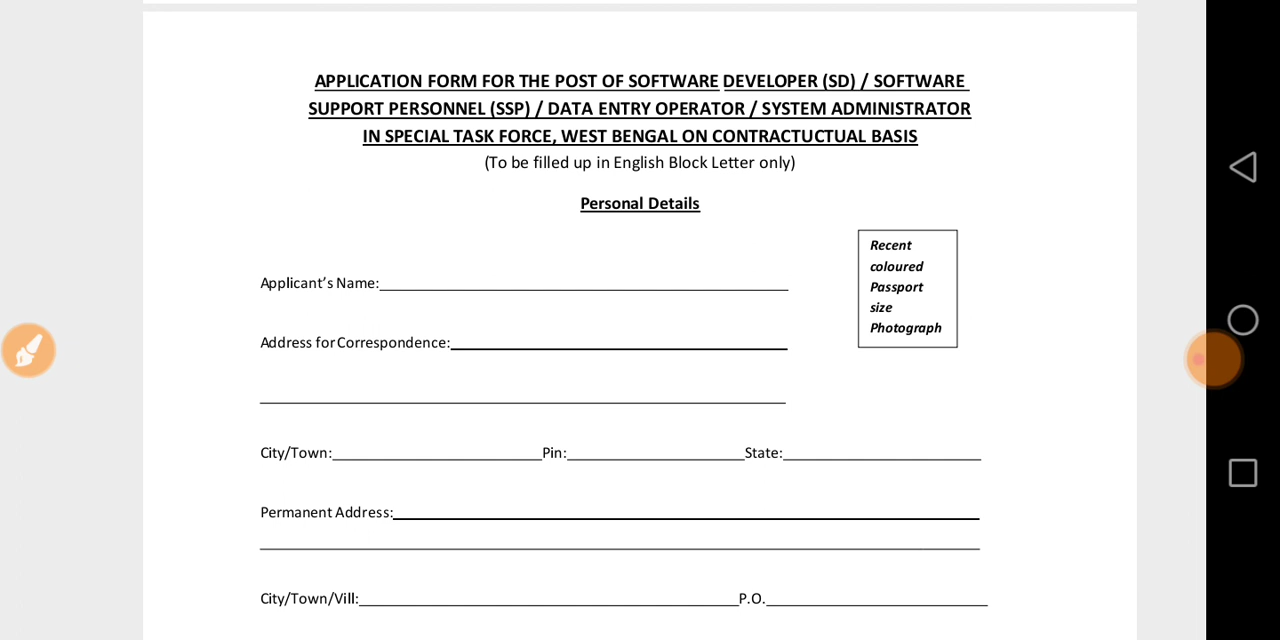 APPLICATION FORM FOR THE POST OF SOFTWARE DEVELOPER (SD) / SOFTWARE
SUPPORT PERSONNEL (SSP) / DATA ENTRY OPERATOR / SYSTEM ADMINISTRATOR
IN SPECIAL TASK FORCE, WEST BENGAL ON CONTRACTUCTUAL BASIS
(To be filled up in English Block Letter only)
Personal Details
Recent
coloured
Passport
size
Photograph
Applicant's Name:
Address for Correspondence:
City/Town: Pin: State:
Permanent Address:
City/Town/Vill: P.O.